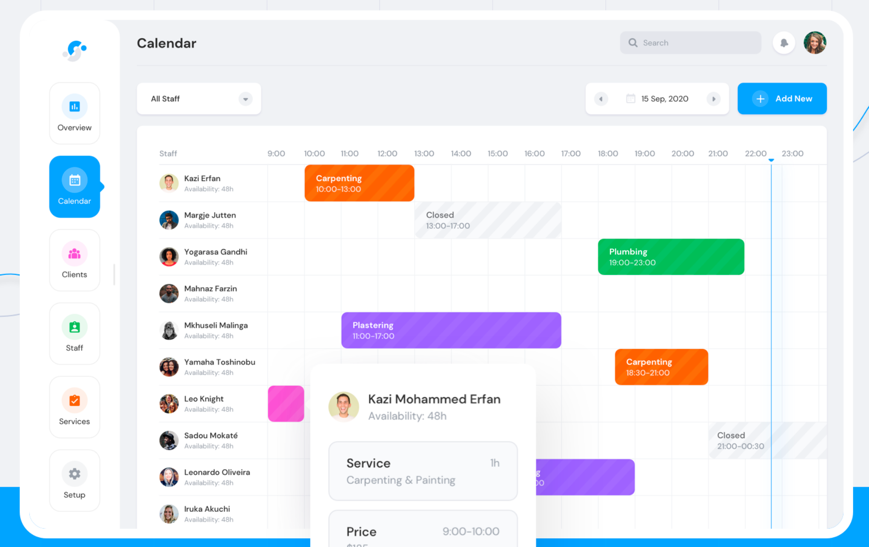 Calendar
Search
All Staff
15 Sep, 2020
Add New
Overview
Calendar
Clients
Staff
Services
Setup
Staff 9:00 10:00 11:00 12:00 13:00 14:00 15:00 16:00 17:00 18:00 19:00 20:00 21:00 22:00 23:00
Kazi Erfan
Availability: 48h
Carpenting
10:00-13:00
Margje Jutten
Availability: 48h
Closed
13:00-17:00
Yogarasa Gandhi
Availability: 48h
Plumbing
19:00-23:00
Mahnaz Farzin
Availability: 48h
Mkhuseli Malinga
Availability: 48h
Plastering
11:00-17:00
Yamaha Toshinobu
Availability: 48h
Carpenting
18:30-21:00
Leo Knight
Availability: 48h
Sadou Mokaté
Availability: 48h
Closed
21:00-00:30
Leonardo Oliveira
Availability: 48h
Iruka Akuchi
Availability: 48h
Kazi Mohammed Erfan
Availability: 48h
Service 1h
Carpenting & Painting
Price 9:00-10:00